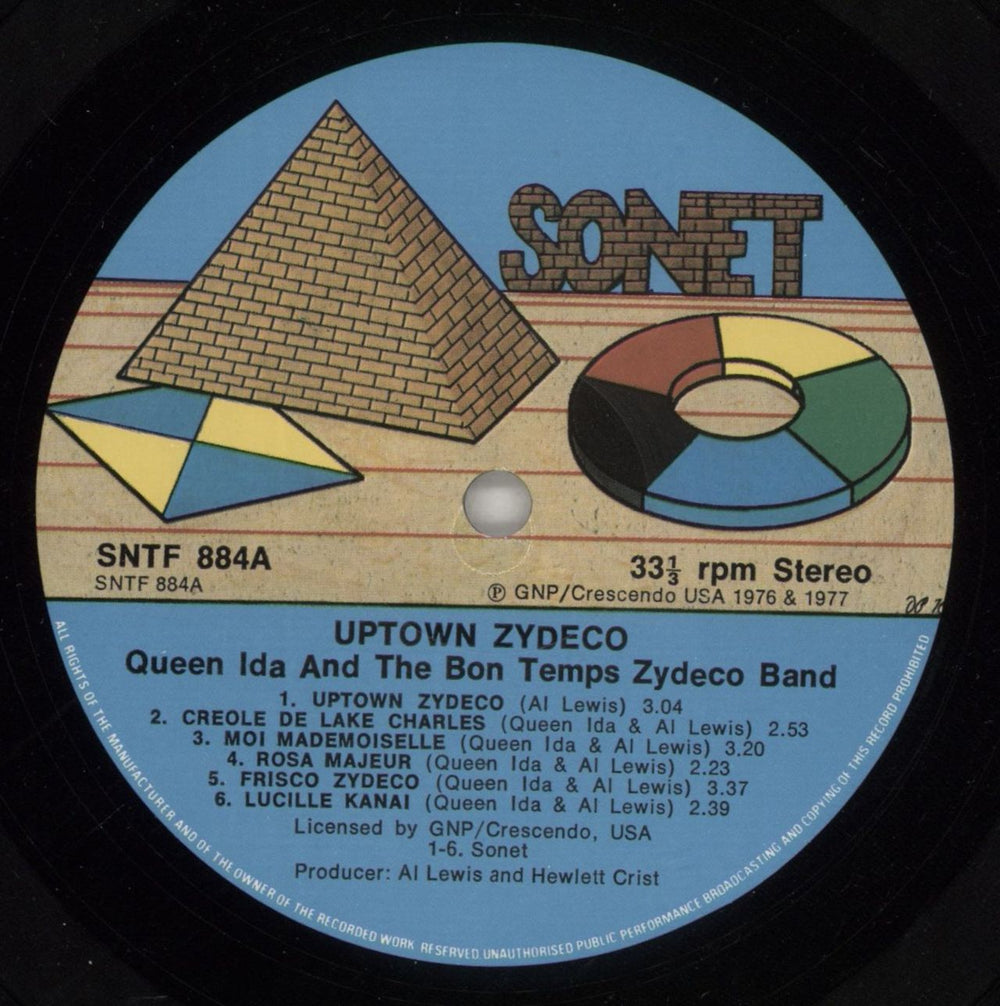 SONET
SNTF 884A
SNTF 884A
33⅓ rpm Stereo
℗ GNP/Crescendo USA 1976 & 1977
UPTOWN ZYDECO
Queen Ida And The Bon Temps Zydeco Band
1. UPTOWN ZYDECO (Al Lewis) 3.04
2. CREOLE DE LAKE CHARLES (Queen Ida & Al Lewis) 2.53
3. MOI MADEMOISELLE (Queen Ida & Al Lewis) 3.20
4. ROSA MAJEUR (Queen Ida & Al Lewis) 2.23
5. FRISCO ZYDECO (Queen Ida & Al Lewis) 3.37
6. LUCILLE KANAI (Queen Ida & Al Lewis) 2.39
Licensed by GNP/Crescendo, USA
1-6. Sonet
Producer: Al Lewis and Hewlett Crist
ALL RIGHTS OF THE MANUFACTURER AND OF THE OWNER OF THE RECORDED WORK RESERVED UNAUTHORISED PUBLIC PERFORMANCE BROADCASTING AND COPYING OF THIS RECORD PROHIBITED